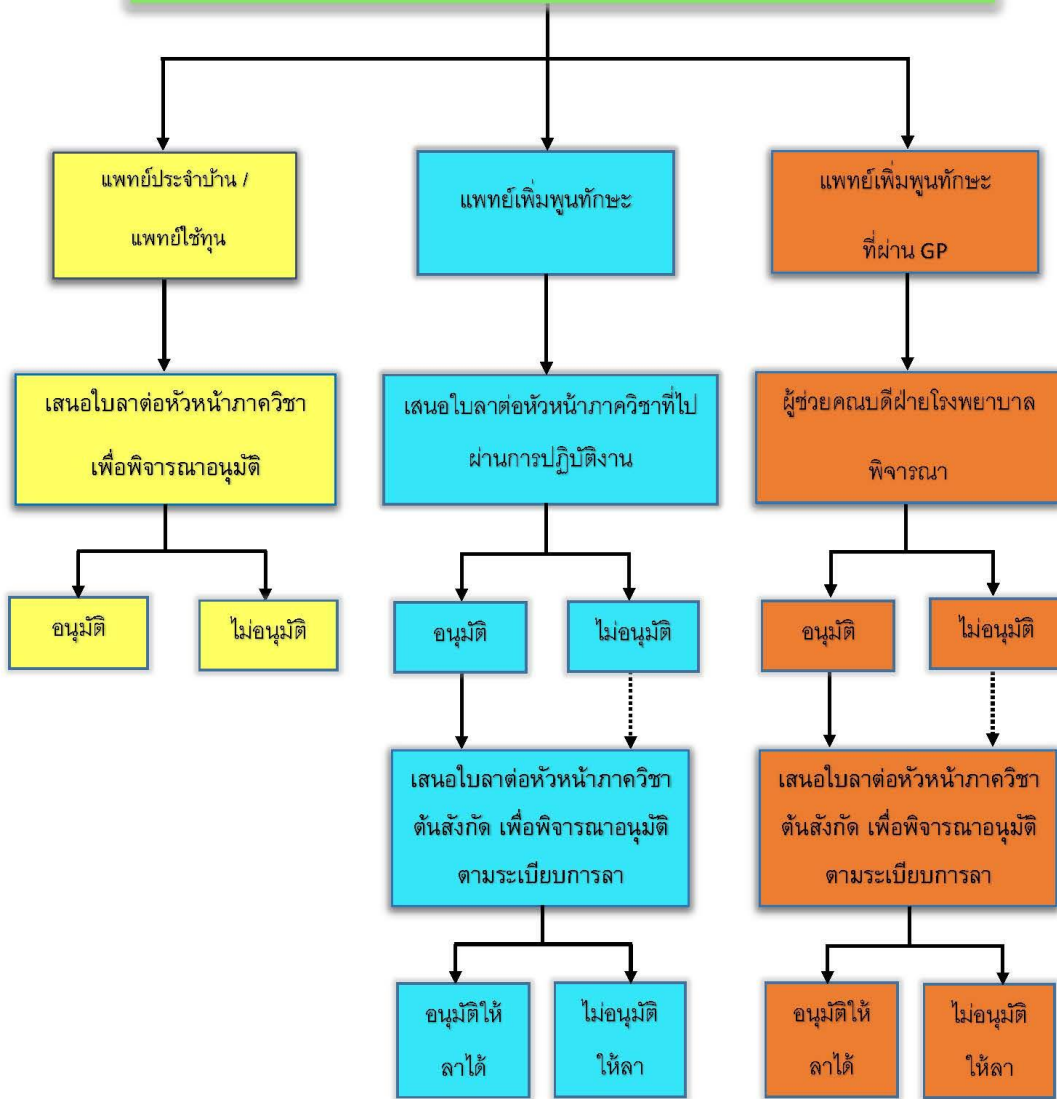 แพทย์ประจำบ้าน /
แพทย์ใช้ทุน
แพทย์เพิ่มพูนทักษะ
แพทย์เพิ่มพูนทักษะ
ที่ผ่าน GP
เสนอใบลาต่อหัวหน้าภาควิชา
เพื่อพิจารณาอนุมัติ
เสนอใบลาต่อหัวหน้าภาควิชาที่ไป
ผ่านการปฏิบัติงาน
ผู้ช่วยคณบดีฝ่ายโรงพยาบาล
พิจารณา
อนุมัติ
ไม่อนุมัติ
อนุมัติ
ไม่อนุมัติ
อนุมัติ
ไม่อนุมัติ
เสนอใบลาต่อหัวหน้าภาควิชา
ต้นสังกัด เพื่อพิจารณาอนุมัติ
ตามระเบียบการลา
เสนอใบลาต่อหัวหน้าภาควิชา
ต้นสังกัด เพื่อพิจารณาอนุมัติ
ตามระเบียบการลา
อนุมัติให้
ลาได้
ไม่อนุมัติ
ให้ลา
อนุมัติให้
ลาได้
ไม่อนุมัติ
ให้ลา